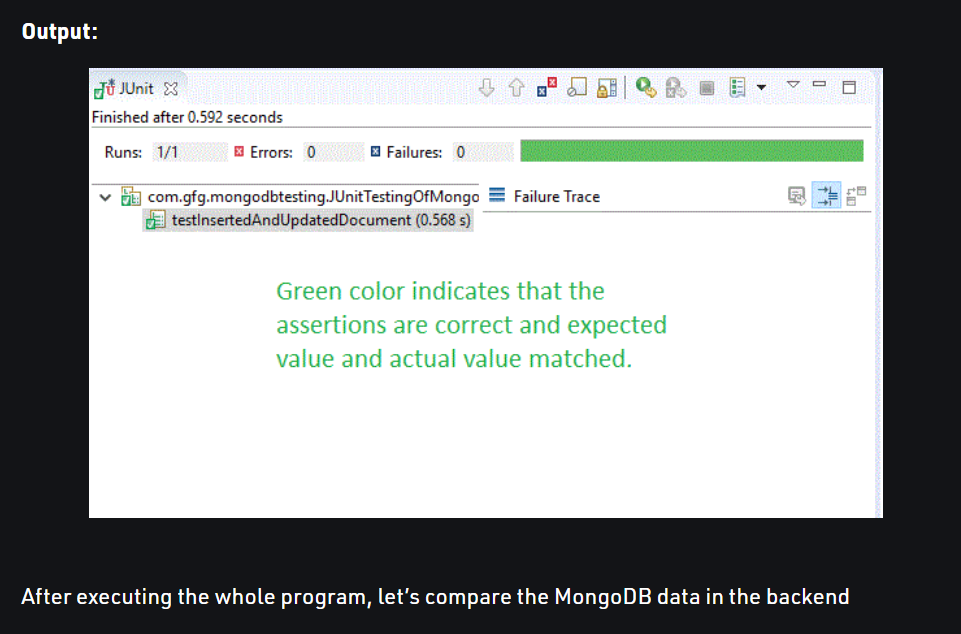 Output:
JUnit
Finished after 0.592 seconds
Runs: 1/1 Errors: 0 Failures: 0
com.gfg.mongodbtesting.JUnitTestingOfMongo Failure Trace
testInsertedAndUpdatedDocument (0.568 s)
Green color indicates that the
assertions are correct and expected
value and actual value matched.
After executing the whole program, let’s compare the MongoDB data in the backend